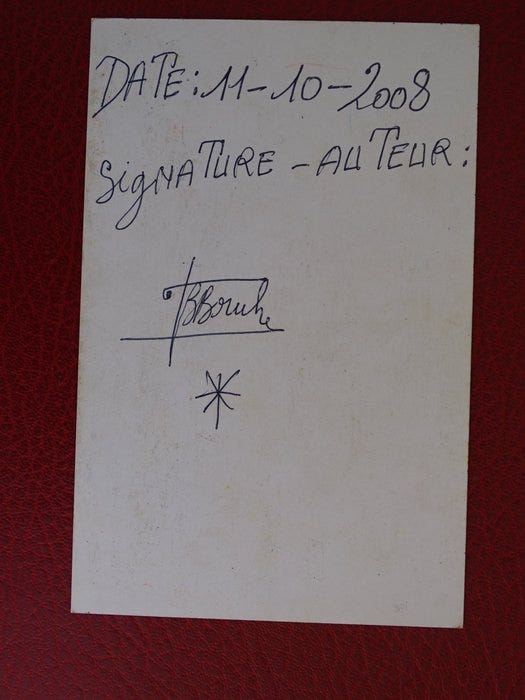 DATE: 11-10-2008
SIGNATURE - AUTEUR: